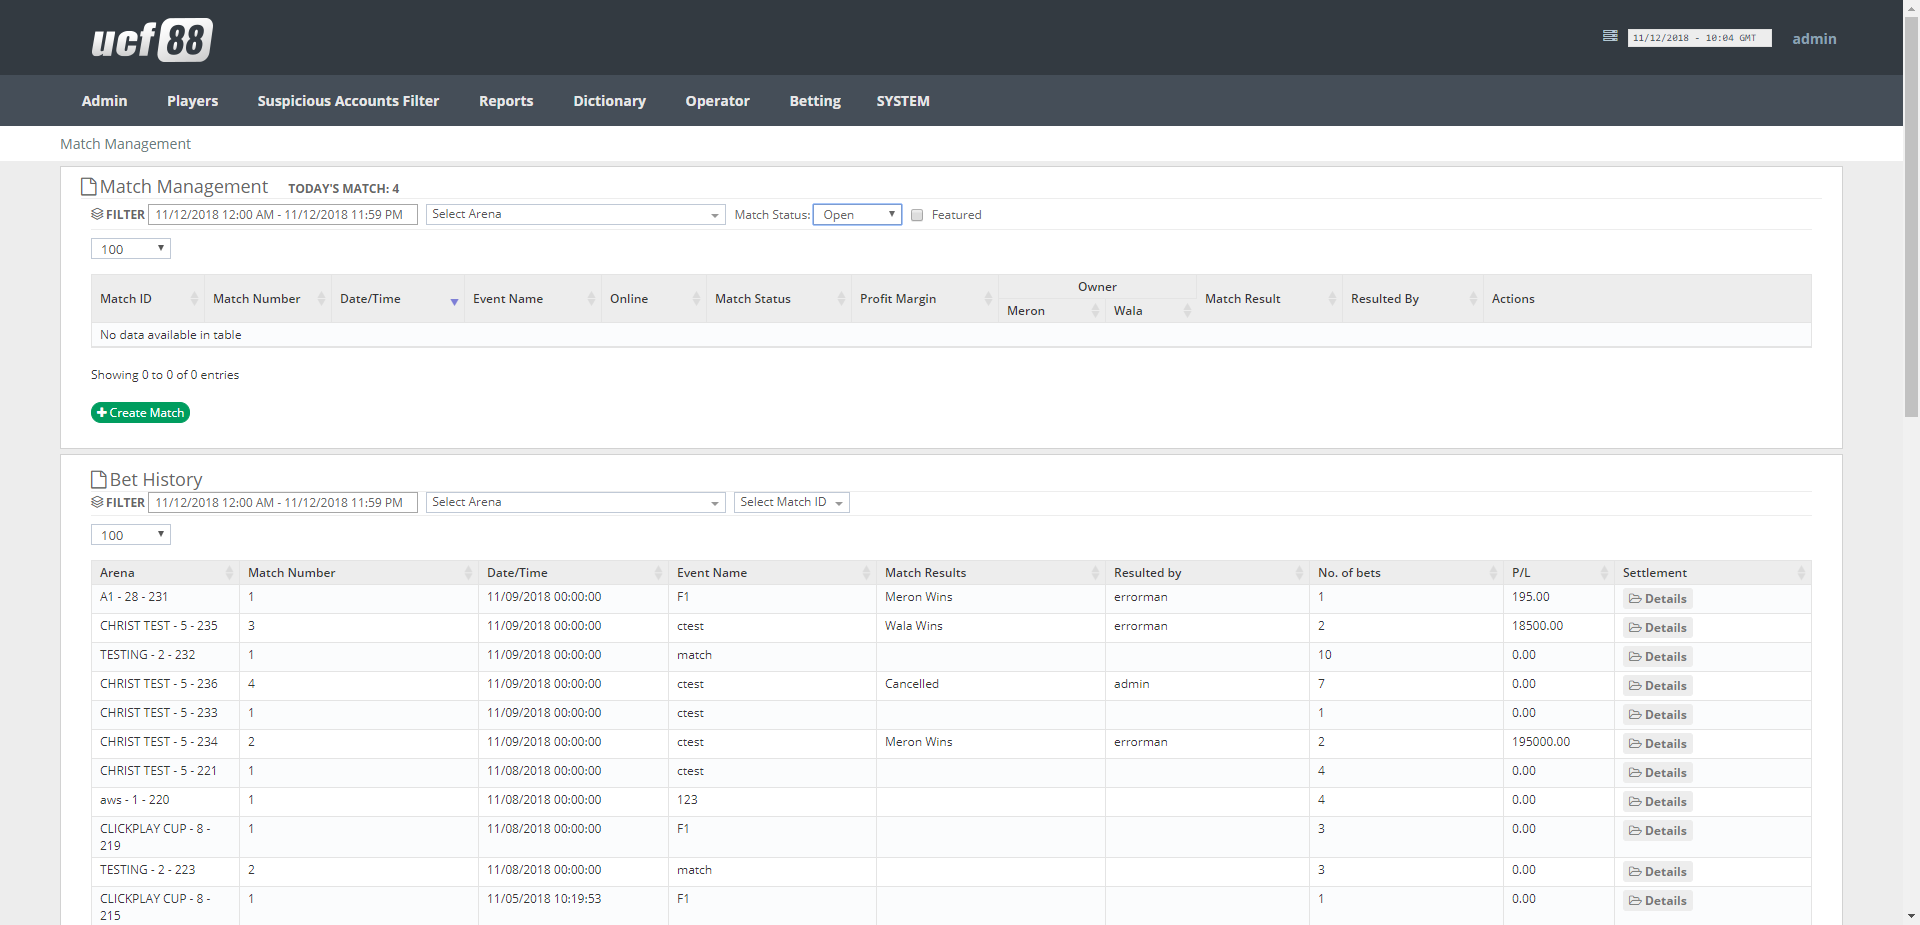 ucf 88
11/12/2018 - 10:04 GMT admin
Admin Players Suspicious Accounts Filter Reports Dictionary Operator Betting SYSTEM
Match Management
Match Management TODAY'S MATCH: 4
FILTER 11/12/2018 12:00 AM - 11/12/2018 11:59 PM Select Arena Match Status: Open Featured
100
Match ID Match Number Date/Time Event Name Online Match Status Profit Margin Owner Match Result Resulted By Actions
Meron Wala
No data available in table
Showing 0 to 0 of 0 entries
Create Match
Bet History
FILTER 11/12/2018 12:00 AM - 11/12/2018 11:59 PM Select Arena Select Match ID
100
Arena Match Number Date/Time Event Name Match Results Resulted by No. of bets P/L Settlement
A1 - 28 - 231 1 11/09/2018 00:00:00 F1 Meron Wins errorman 1 195.00 Details
CHRIST TEST - 5 - 235 3 11/09/2018 00:00:00 ctest Wala Wins errorman 2 18500.00 Details
TESTING - 2 - 232 1 11/09/2018 00:00:00 match 10 0.00 Details
CHRIST TEST - 5 - 236 4 11/09/2018 00:00:00 ctest Cancelled admin 7 0.00 Details
CHRIST TEST - 5 - 233 1 11/09/2018 00:00:00 ctest 1 0.00 Details
CHRIST TEST - 5 - 234 2 11/09/2018 00:00:00 ctest Meron Wins errorman 2 195000.00 Details
CHRIST TEST - 5 - 221 1 11/08/2018 00:00:00 ctest 4 0.00 Details
aws - 1 - 220 1 11/08/2018 00:00:00 123 4 0.00 Details
CLICKPLAY CUP - 8 - 1 11/08/2018 00:00:00 F1 3 0.00 Details
219
TESTING - 2 - 223 2 11/08/2018 00:00:00 match 3 0.00 Details
CLICKPLAY CUP - 8 - 1 11/05/2018 10:19:53 F1 1 0.00 Details
215